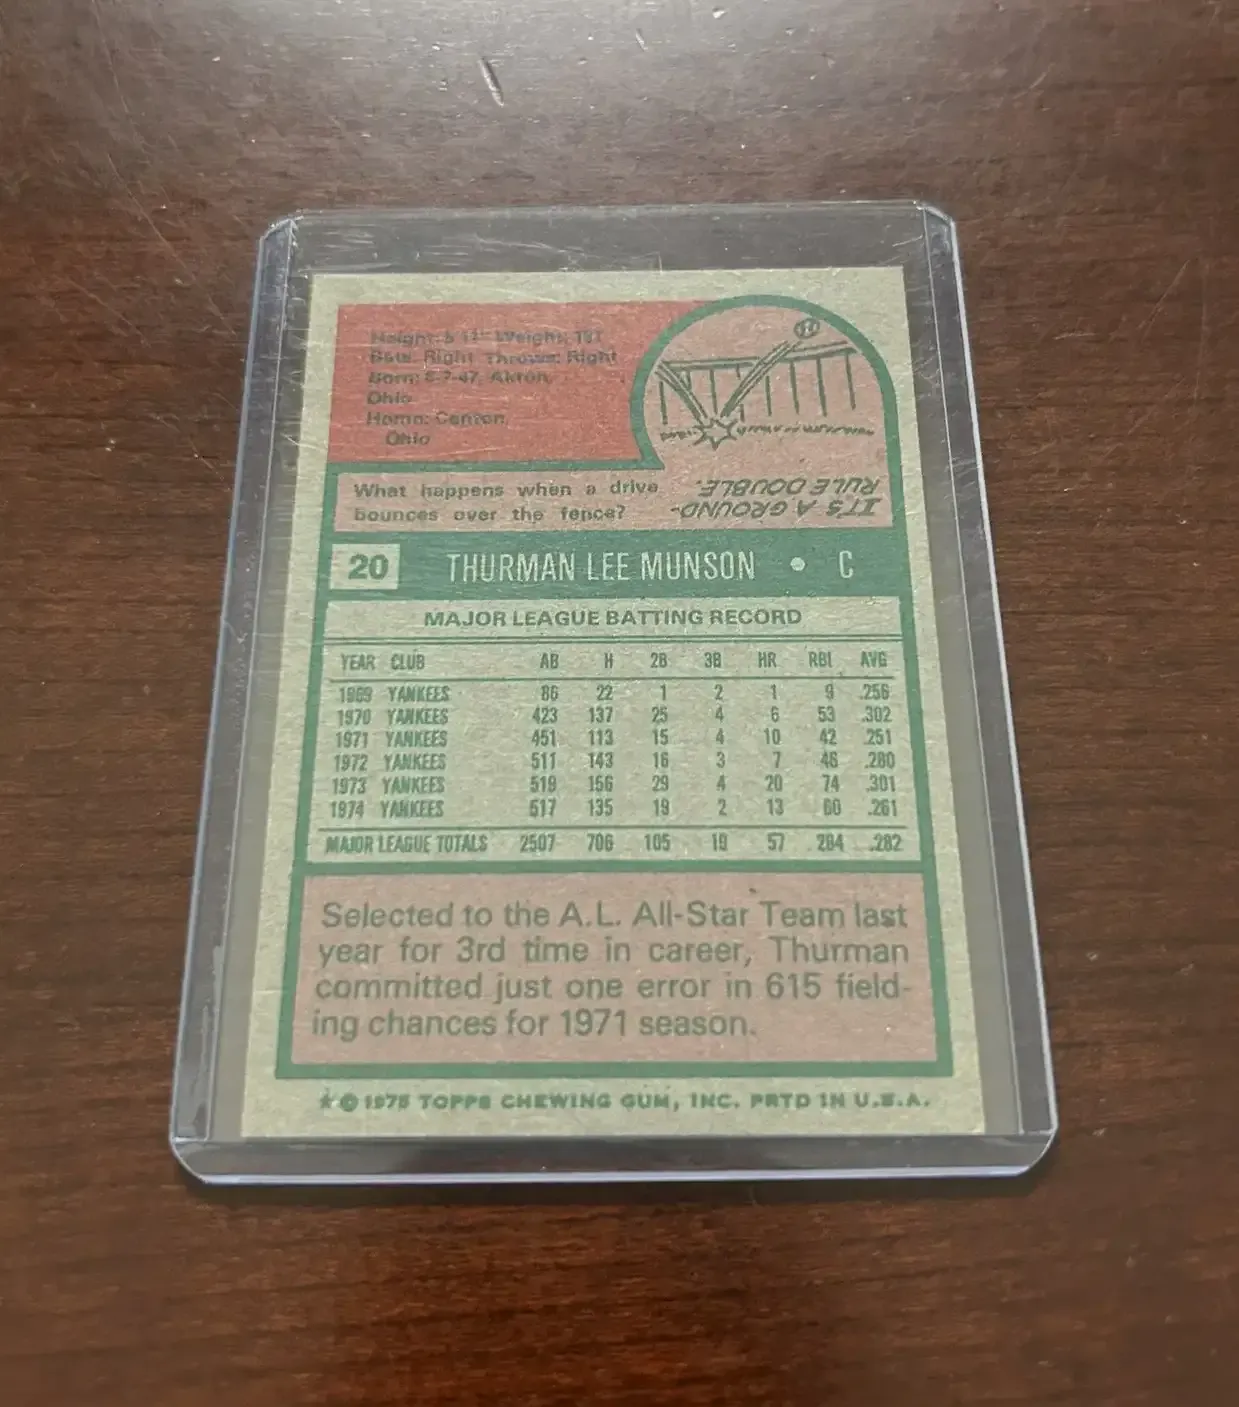 Height: 5'11" Weight: 191
Bats: Right Throws: Right
Born: 6-7-47, Akron,
Ohio
Home: Canton,
Ohio
What happens when a drive
bounces over the fence?
IT'S A GROUND-
RULE DOUBLE.
20 THURMAN LEE MUNSON • C
MAJOR LEAGUE BATTING RECORD
YEAR CLUB AB H 2B 3B HR RBI AVG
1969 YANKEES 86 22 1 2 1 9 .256
1970 YANKEES 423 137 25 4 6 53 .302
1971 YANKEES 451 113 15 4 10 42 .251
1972 YANKEES 511 143 16 3 7 46 .280
1973 YANKEES 519 156 29 4 20 74 .301
1974 YANKEES 517 135 19 2 13 60 .261
MAJOR LEAGUE TOTALS 2507 706 105 19 57 284 .282
Selected to the A.L. All-Star Team last
year for 3rd time in career, Thurman
committed just one error in 615 field-
ing chances for 1971 season.
★ © 1975 TOPPS CHEWING GUM, INC. PRTD IN U.S.A.